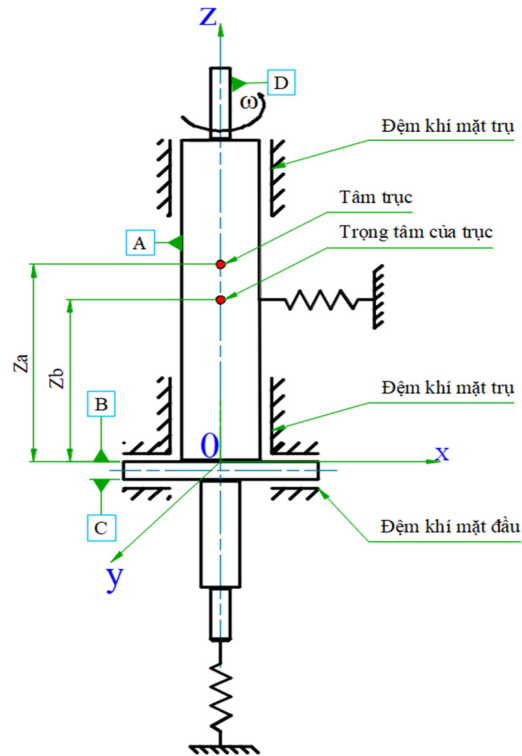 z
D
ω
Đệm khí mặt trụ
Tâm trục
A
Trọng tâm của trục
Za
Zb
Đệm khí mặt trụ
B
0
x
C
Đệm khí mặt đầu
y